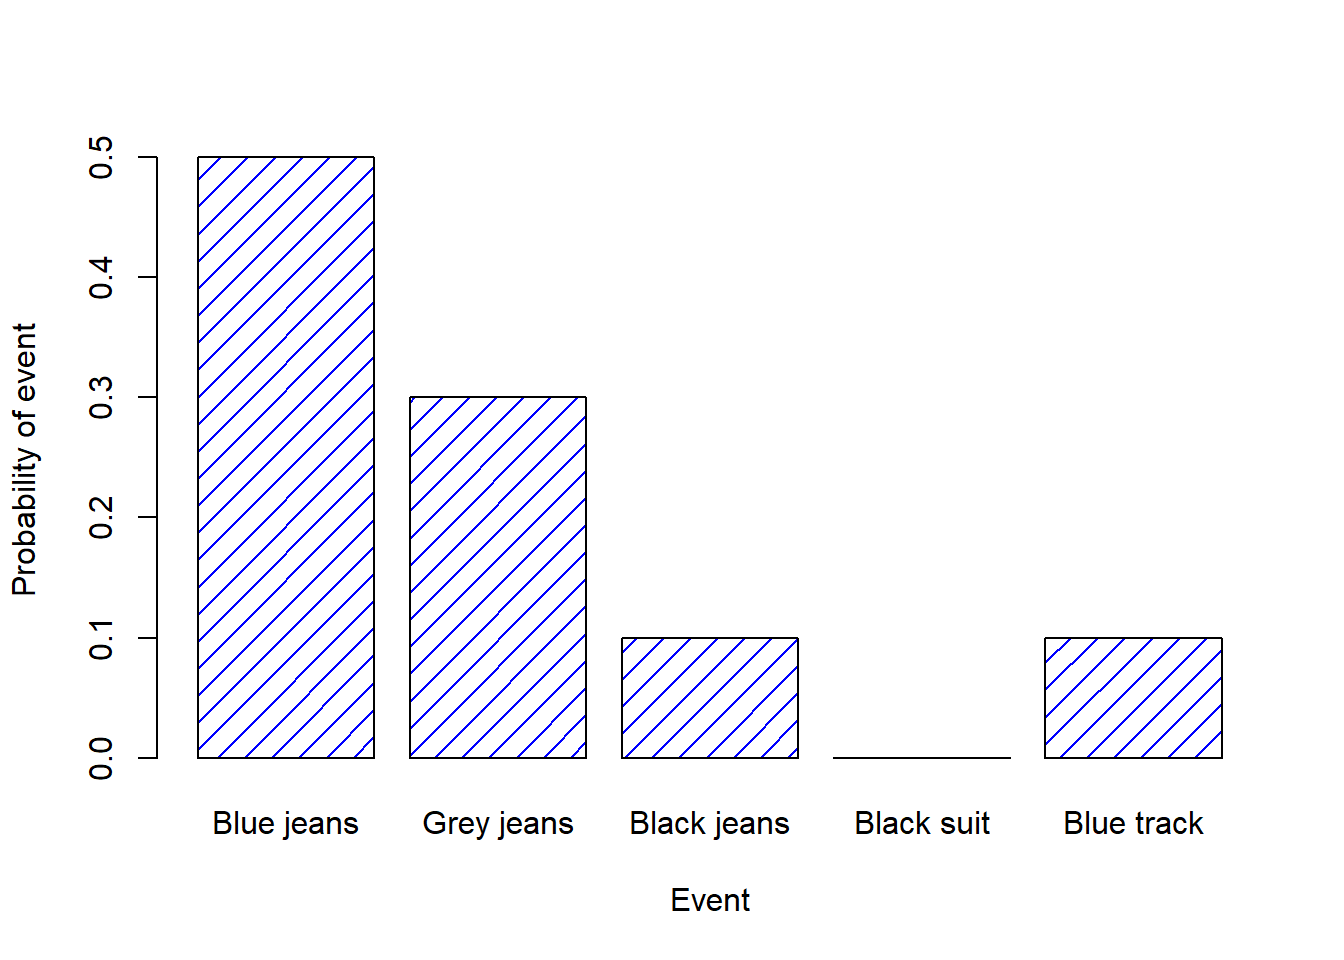 Probability of event
0.5
0.4
0.3
0.2
0.1
0.0
Blue jeans
Grey jeans
Black jeans
Black suit
Blue track
Event